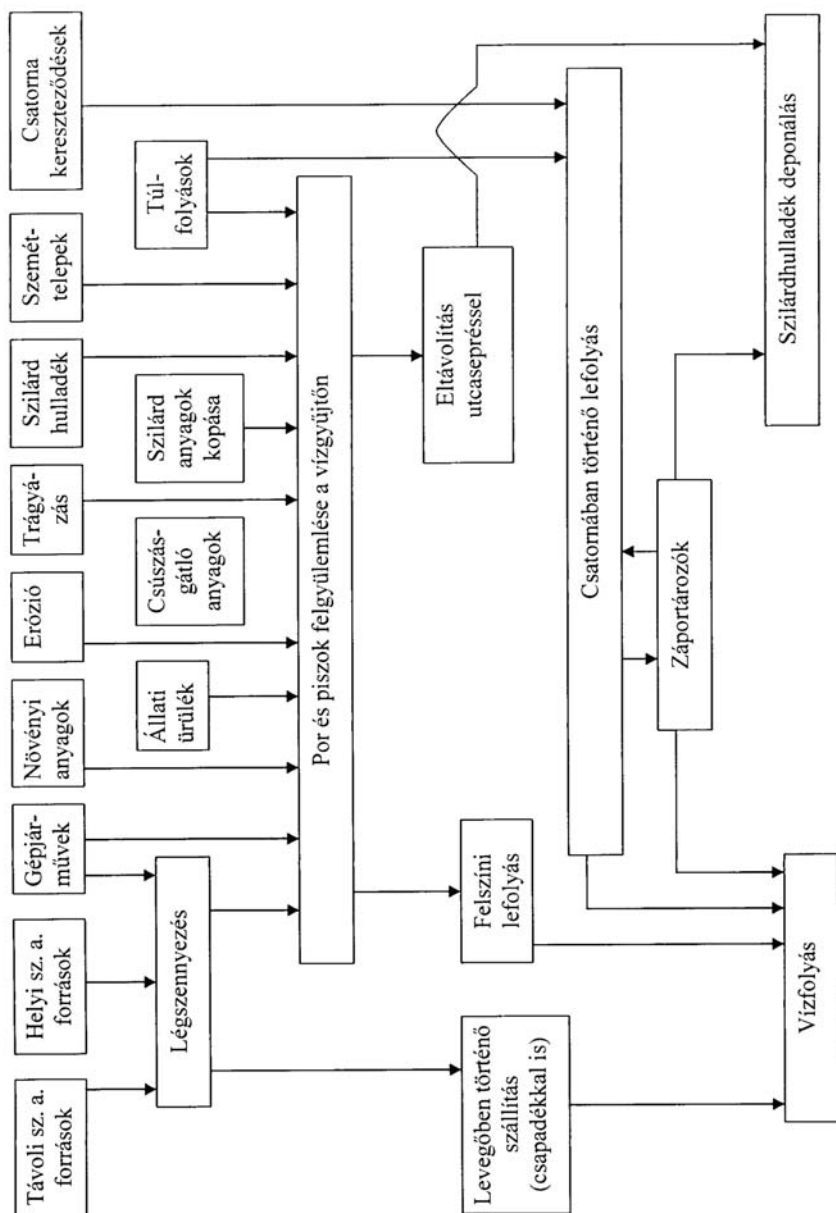 Távoli sz. a.
források
Helyi sz. a.
források
Gépjár-
művek
Növényi
anyagok
Erózió
Trágyá-
zás
Szilárd
hulladék
Szemét-
telepek
Csatorna
kereszteződések
Légszennyezés
Állati
ürülék
Csúszás-
gátló
anyagok
Szilárd
anyagok
kopása
Túl-
folyások
Por és piszok felgyülemlése a vízgyűjtőn
Levegőben történő
szállítás
(csapadékkal is)
Felszíni
lefolyás
Eltávolítás
utcasepréssel
Csatornában történő lefolyás
Záportározók
Vízfolyás
Szilárdhulladék deponálás